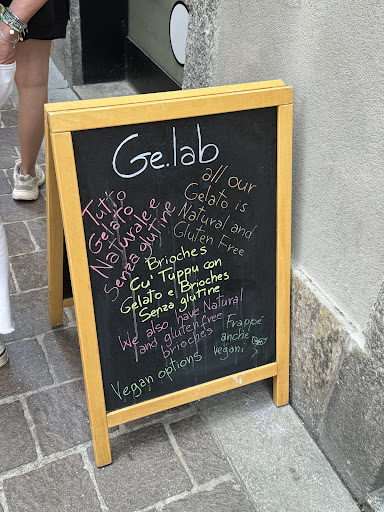 Ge.lab
Tutto
Gelato
Naturale e
Senza glutine
all our
Gelato is
Natural and
Gluten Free
Brioches
Cu' Tuppu con
Gelato e Brioches
Senza glutine
We also have Natural
and gluten free
brioches
Frappé
anche
vegani
Vegan options